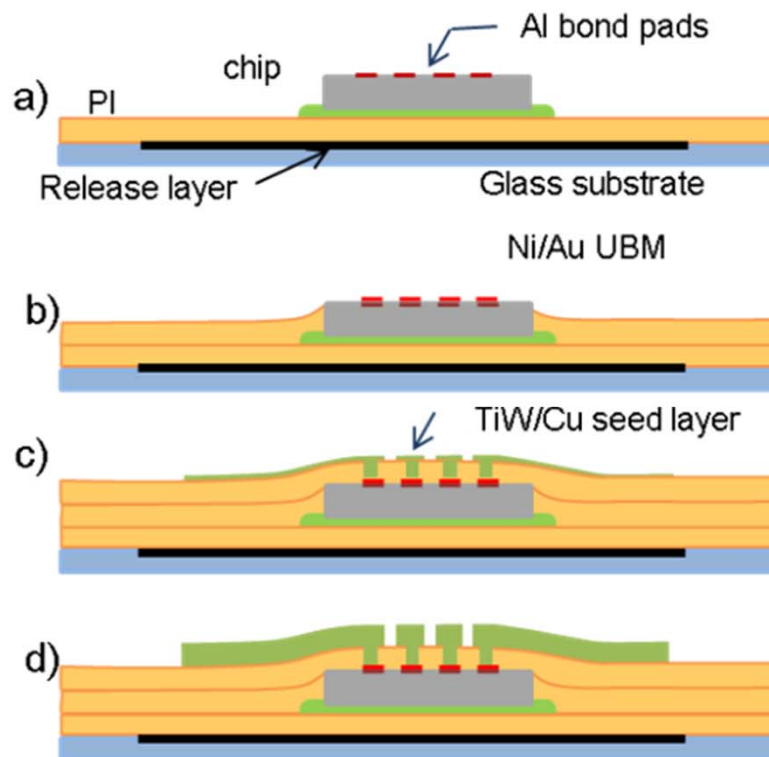 Al bond pads
chip
a)
PI
Release layer
Glass substrate
Ni/Au UBM
b)
TiW/Cu seed layer
c)
d)